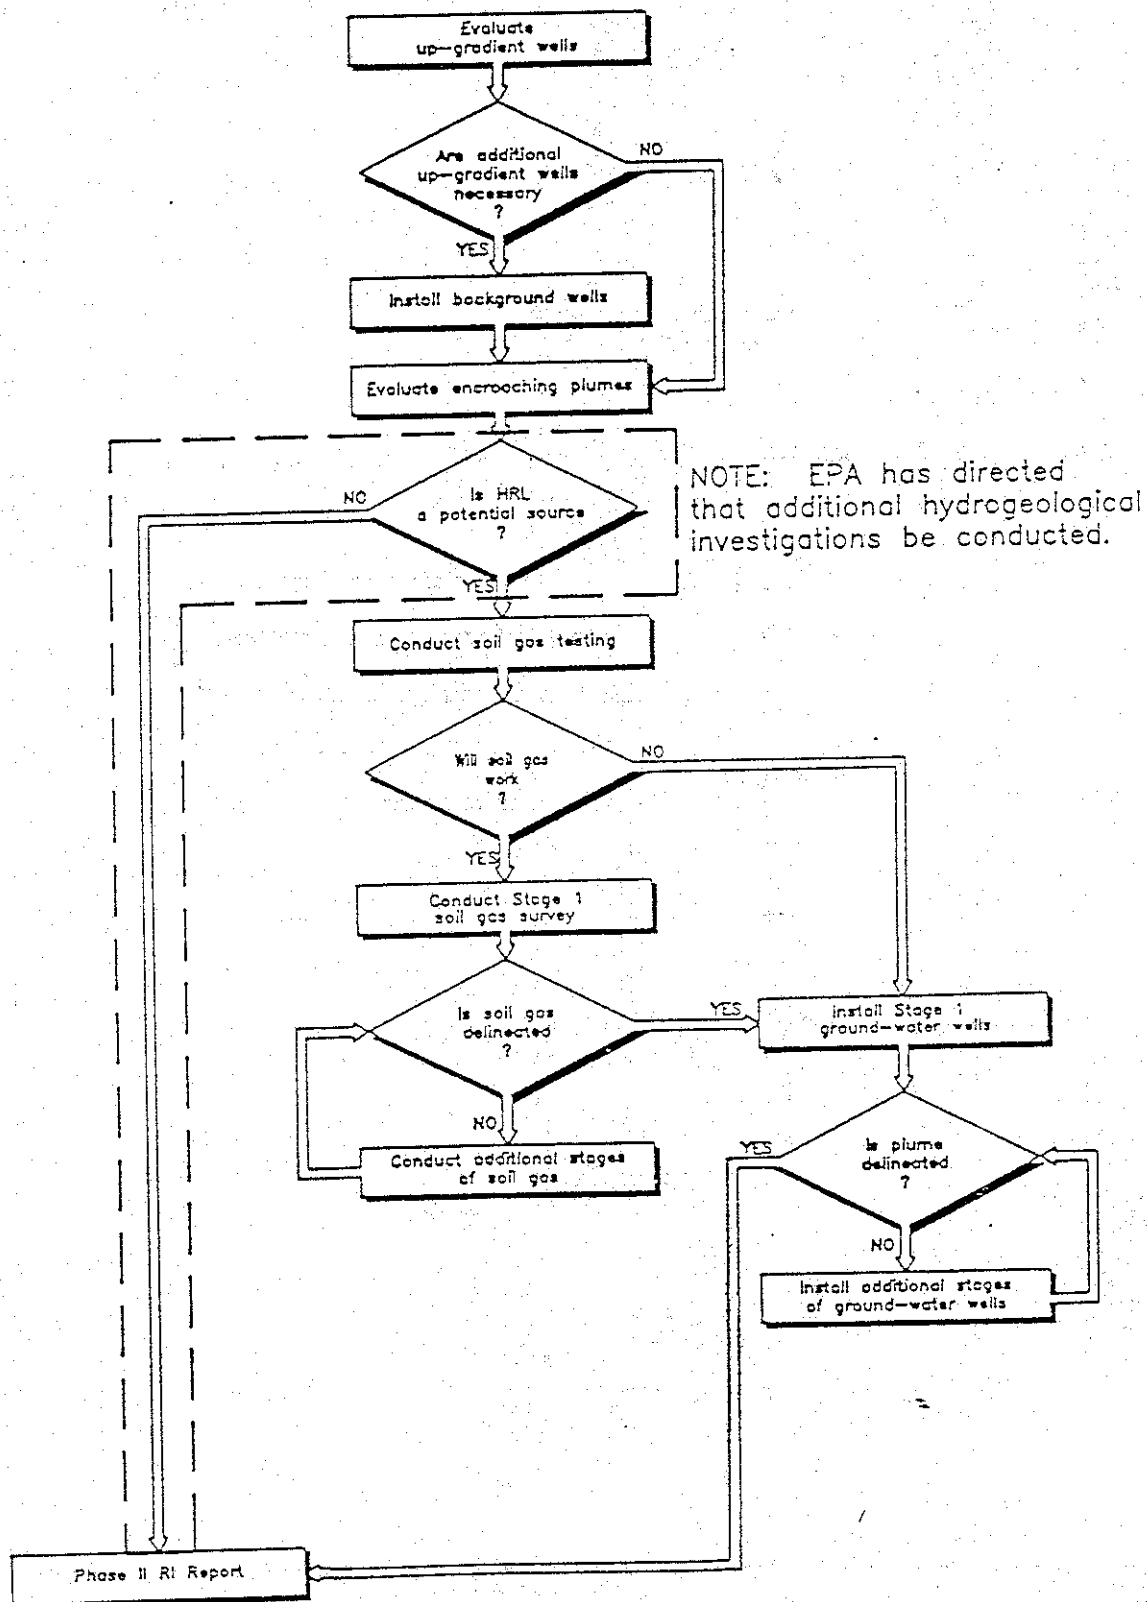 Evaluate
up-gradient wells
Are additional
up-gradient wells
necessary
?
NO
YES
Install background wells
Evaluate encroaching plumes
NO
Is HRL
a potential source
?
YES
NOTE: EPA has directed
that additional hydrogeological
investigations be conducted.
Conduct soil gas testing
Will soil gas
work
?
NO
YES
Conduct Stage 1
soil gas survey
Is soil gas
delineated
?
YES
Install Stage 1
ground-water wells
NO
Conduct additional stages
of soil gas
YES
Is plume
delineated
?
NO
Install additional stages
of ground-water wells
Phase II RI Report